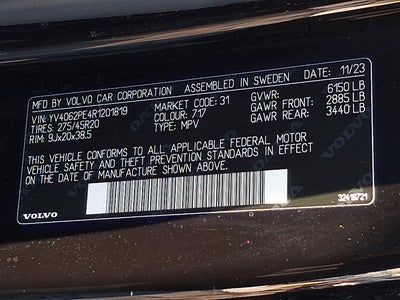 MFD. BY VOLVO CAR CORPORATION ASSEMBLED IN SWEDEN DATE: 11/23
VIN: YV4062PE4R1201819 MARKET CODE: 31 GVWR: 6150 LB
TIRES: 275/45R20 COLOUR: 717 GAWR FRONT: 2885 LB
RIM: 9Jx20x38.5 TYPE: MPV GAWR REAR: 3440 LB
THIS VEHICLE CONFORMS TO ALL APPLICABLE FEDERAL MOTOR
VEHICLE SAFETY AND THEFT PREVENTION STANDARDS IN EFFECT
ON THE DATE OF MANUFACTURE SHOWN ABOVE.
VOLVO 32418721